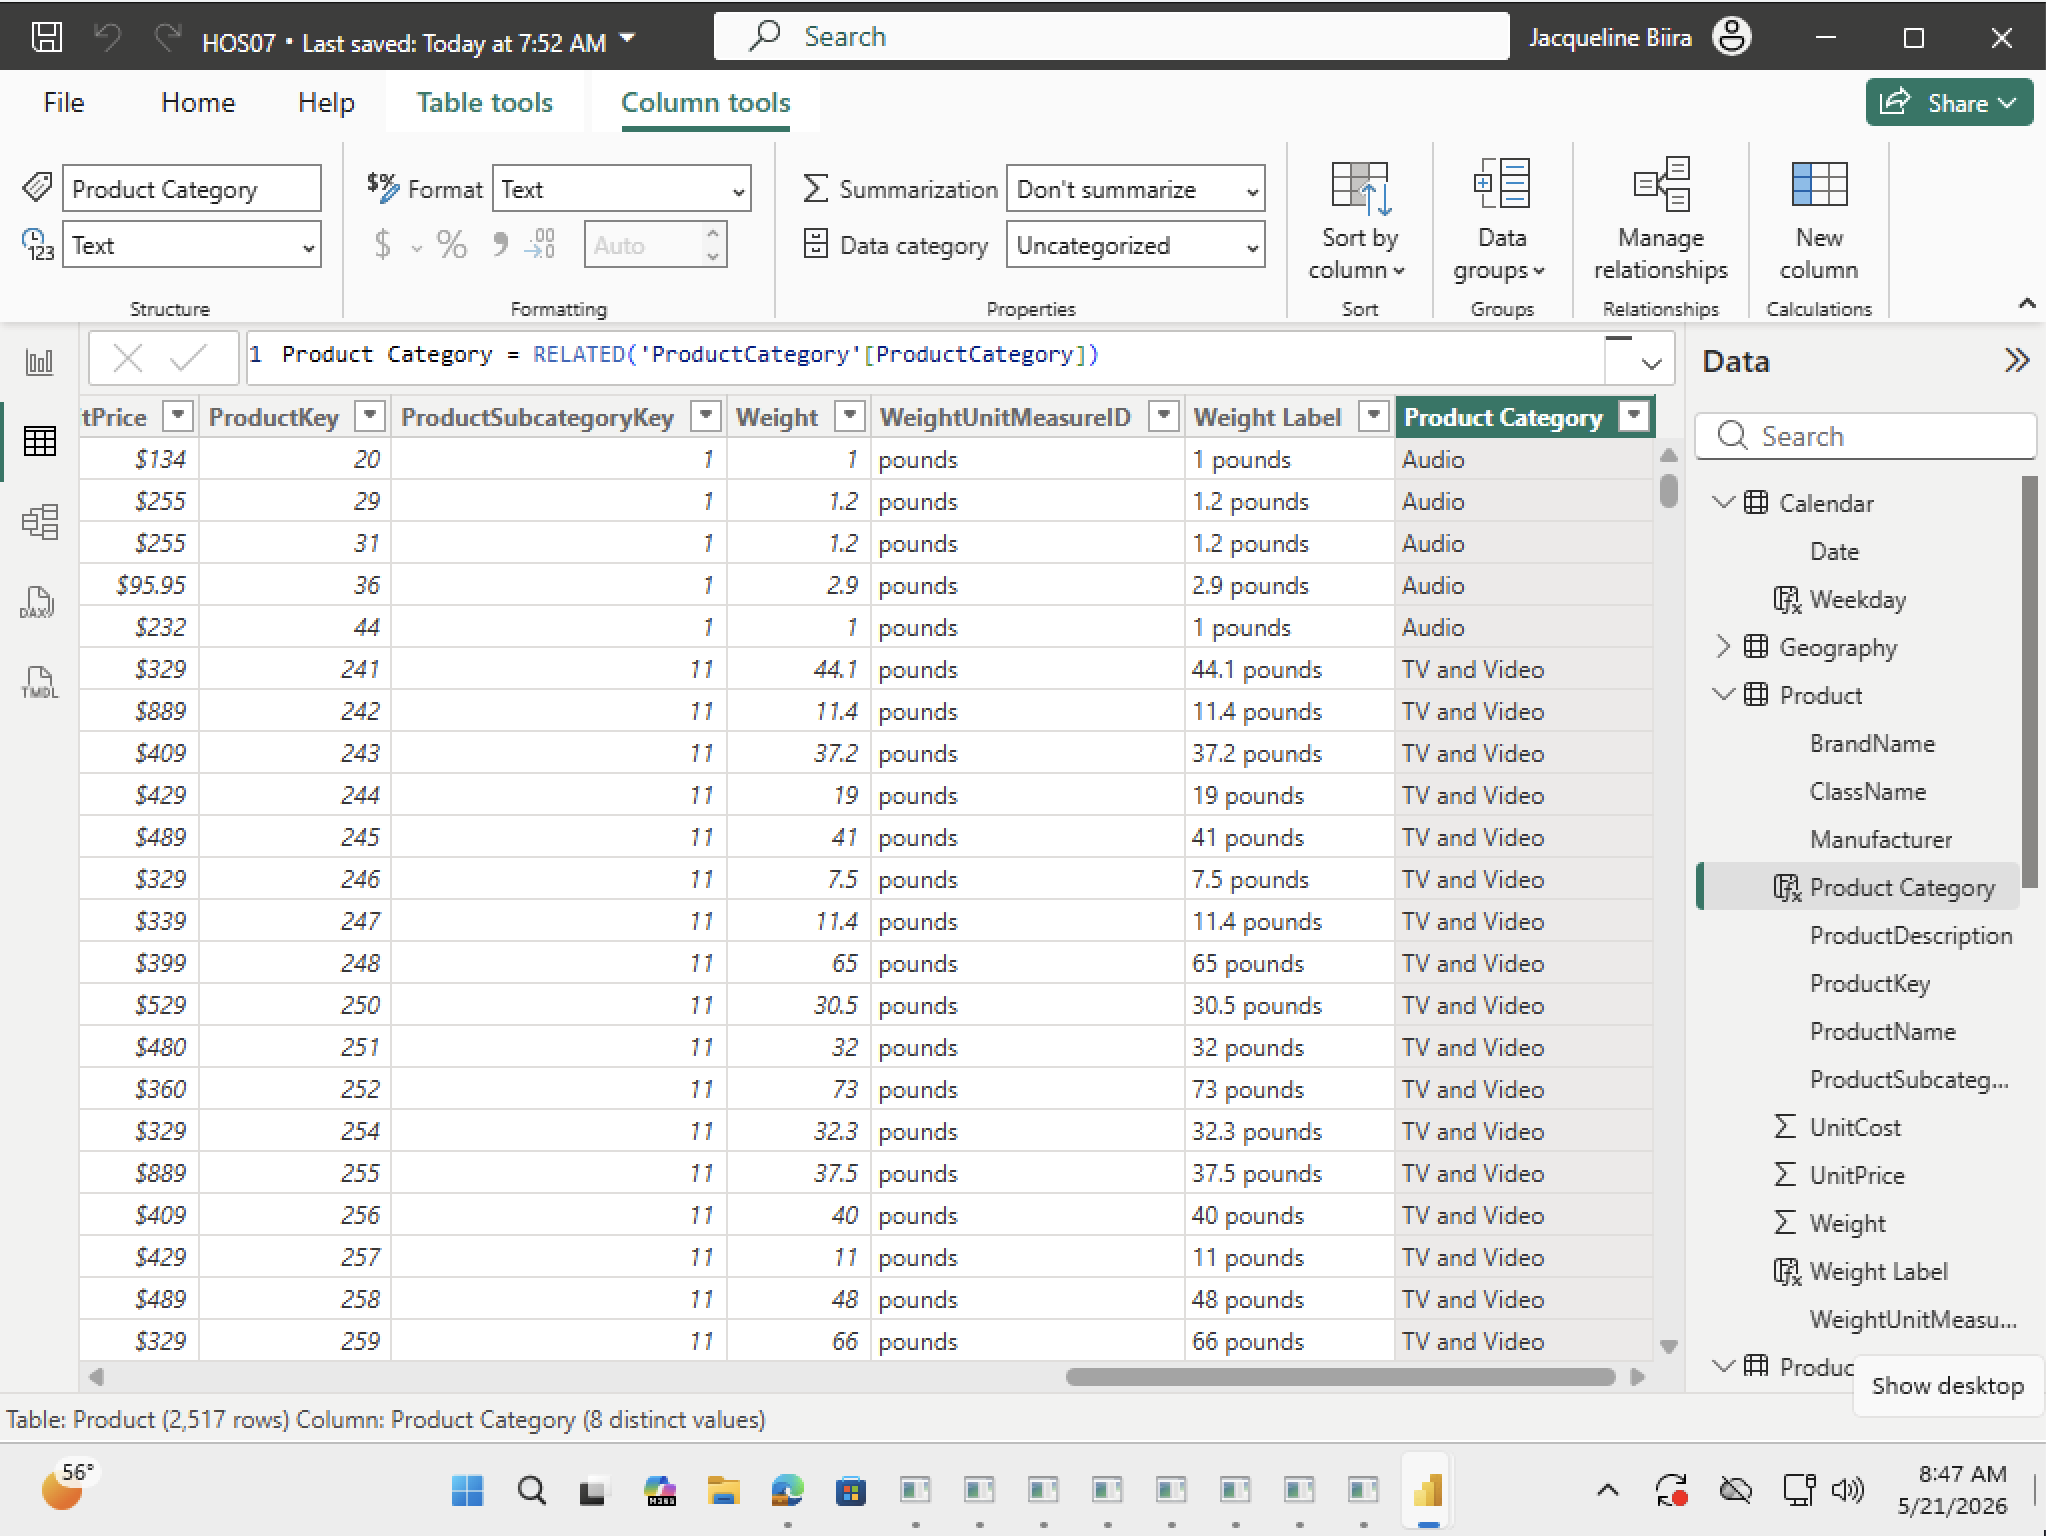 HOS07 • Last saved: Today at 7:52 AM
Search
Jacqueline Biira
File Home Help Table tools Column tools
Share
Product Category
Text
Structure
Format Text
$ % 9 .00 Auto
Formatting
Summarization Don't summarize
Data category Uncategorized
Properties
Sort by column
Sort
Data groups
Groups
Manage relationships
Relationships
New column
Calculations
1 Product Category = RELATED('ProductCategory'[ProductCategory])
tPrice ProductKey ProductSubcategoryKey Weight WeightUnitMeasureID Weight Label Product Category
$134 20 1 1 pounds 1 pounds Audio
$255 29 1 1.2 pounds 1.2 pounds Audio
$255 31 1 1.2 pounds 1.2 pounds Audio
$95.95 36 1 2.9 pounds 2.9 pounds Audio
$232 44 1 1 pounds 1 pounds Audio
$329 241 11 44.1 pounds 44.1 pounds TV and Video
$889 242 11 11.4 pounds 11.4 pounds TV and Video
$409 243 11 37.2 pounds 37.2 pounds TV and Video
$429 244 11 19 pounds 19 pounds TV and Video
$489 245 11 41 pounds 41 pounds TV and Video
$329 246 11 7.5 pounds 7.5 pounds TV and Video
$339 247 11 11.4 pounds 11.4 pounds TV and Video
$399 248 11 65 pounds 65 pounds TV and Video
$529 250 11 30.5 pounds 30.5 pounds TV and Video
$480 251 11 32 pounds 32 pounds TV and Video
$360 252 11 73 pounds 73 pounds TV and Video
$329 254 11 32.3 pounds 32.3 pounds TV and Video
$889 255 11 37.5 pounds 37.5 pounds TV and Video
$409 256 11 40 pounds 40 pounds TV and Video
$429 257 11 11 pounds 11 pounds TV and Video
$489 258 11 48 pounds 48 pounds TV and Video
$329 259 11 66 pounds 66 pounds TV and Video
DAX
TMDL
Data
Search
Calendar
Date
Weekday
Geography
Product
BrandName
ClassName
Manufacturer
Product Category
ProductDescription
ProductKey
ProductName
ProductSubcateg...
UnitCost
UnitPrice
Weight
Weight Label
WeightUnitMeasu...
Produc
Show desktop
Table: Product (2,517 rows) Column: Product Category (8 distinct values)
56°
M365
8:47 AM
5/21/2026